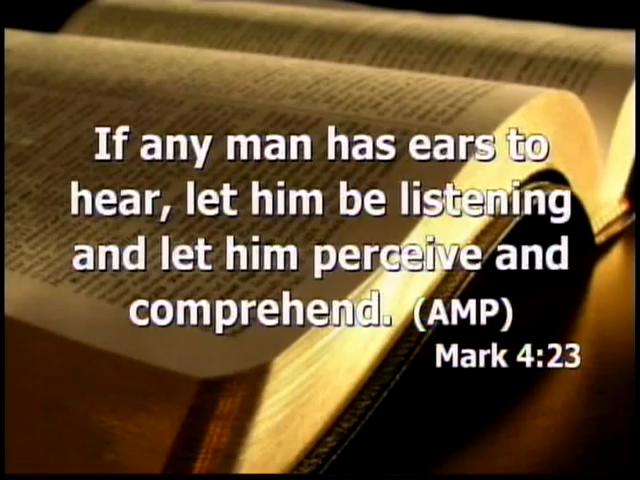 If any man has ears to
hear, let him be listening
and let him perceive and
comprehend. (AMP)
Mark 4:23